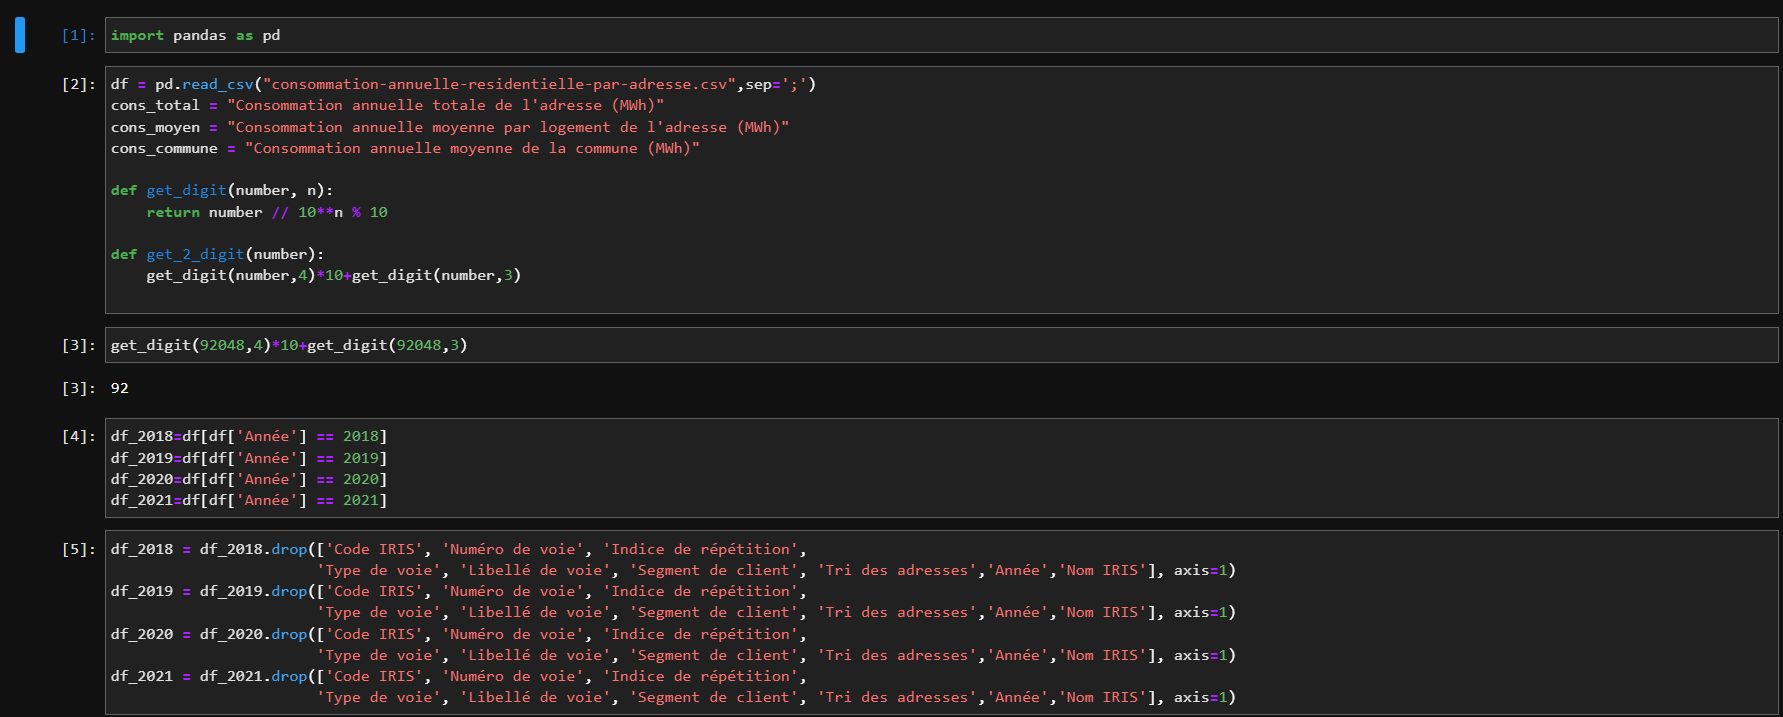 [1]: import pandas as pd
[2]: df = pd.read_csv("consommation-annuelle-residentielle-par-adresse.csv",sep=';')
cons_total = "Consommation annuelle totale de l'adresse (MWh)"
cons_moyen = "Consommation annuelle moyenne par logement de l'adresse (MWh)"
cons_commune = "Consommation annuelle moyenne de la commune (MWh)"
def get_digit(number, n):
    return number // 10**n % 10
def get_2_digit(number):
    get_digit(number,4)*10+get_digit(number,3)
[3]: get_digit(92048,4)*10+get_digit(92048,3)
[3]: 92
[4]: df_2018=df[df['Année'] == 2018]
df_2019=df[df['Année'] == 2019]
df_2020=df[df['Année'] == 2020]
df_2021=df[df['Année'] == 2021]
[5]: df_2018 = df_2018.drop(['Code IRIS', 'Numéro de voie', 'Indice de répétition',
                       'Type de voie', 'Libellé de voie', 'Segment de client', 'Tri des adresses','Année','Nom IRIS'], axis=1)
df_2019 = df_2019.drop(['Code IRIS', 'Numéro de voie', 'Indice de répétition',
                       'Type de voie', 'Libellé de voie', 'Segment de client', 'Tri des adresses','Année','Nom IRIS'], axis=1)
df_2020 = df_2020.drop(['Code IRIS', 'Numéro de voie', 'Indice de répétition',
                       'Type de voie', 'Libellé de voie', 'Segment de client', 'Tri des adresses','Année','Nom IRIS'], axis=1)
df_2021 = df_2021.drop(['Code IRIS', 'Numéro de voie', 'Indice de répétition',
                       'Type de voie', 'Libellé de voie', 'Segment de client', 'Tri des adresses','Année','Nom IRIS'], axis=1)